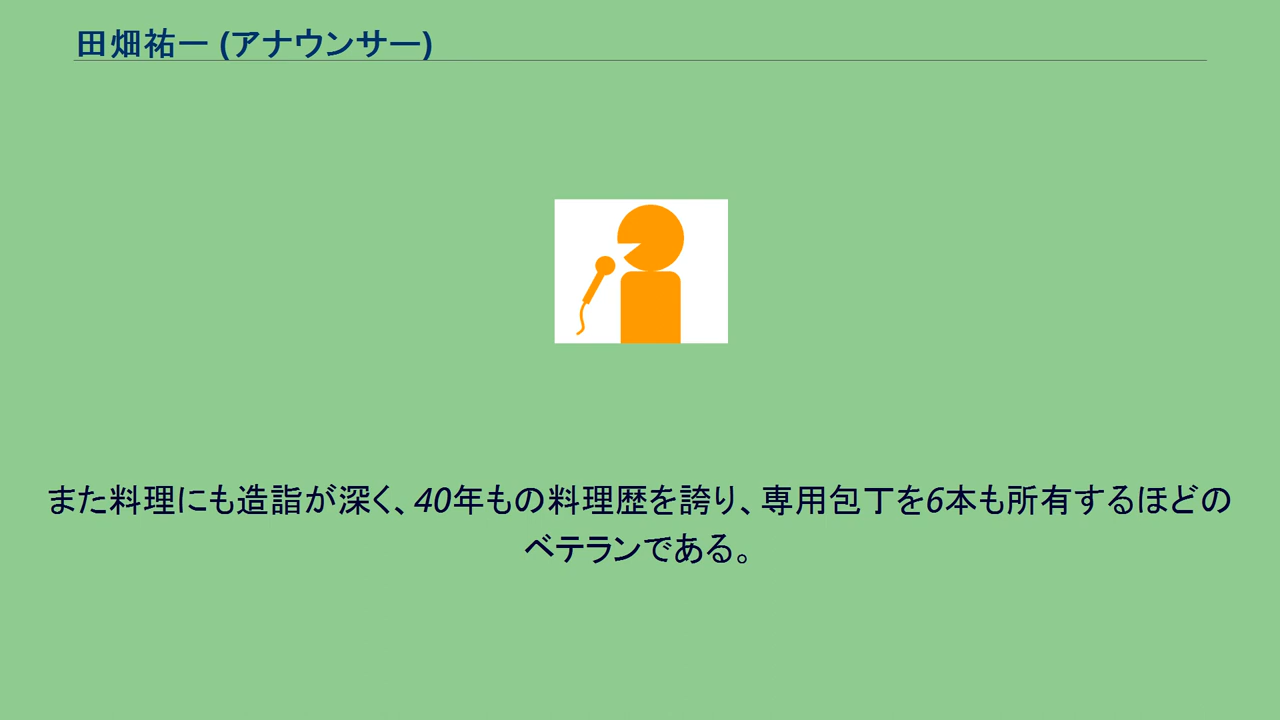 田畑祐一 (アナウンサー)
また料理にも造詣が深く、40年もの料理歴を誇り、専用包丁を6本も所有するほどの
ベテランである。